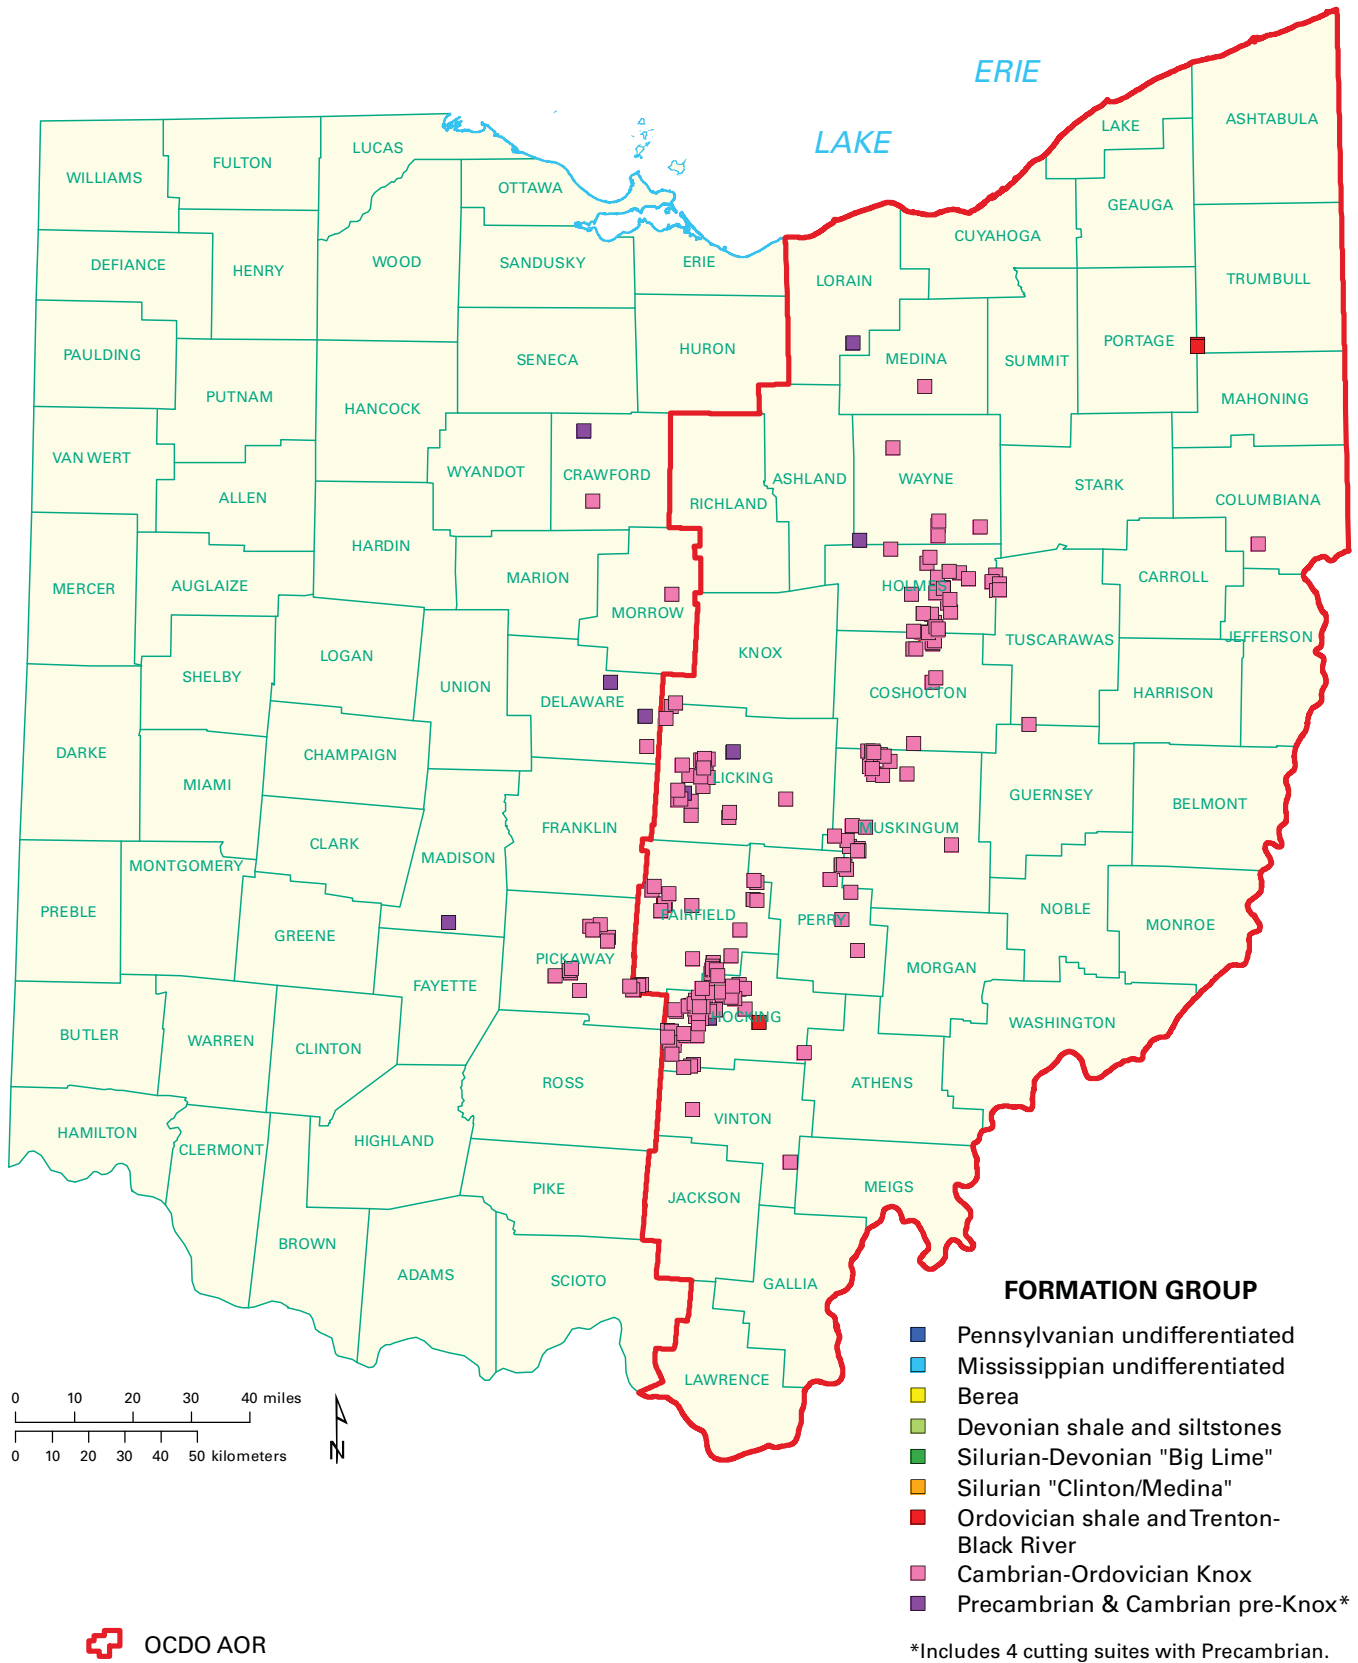 ERIE
LAKE
LAKE
ASHTABULA
LUCAS
FULTON
WILLIAMS
OTTAWA
GEAUGA
CUYAHOGA
DEFIANCE
HENRY
WOOD
SANDUSKY
ERIE
LORAIN
TRUMBULL
PAULDING
SENECA
HURON
MEDINA
SUMMIT
PORTAGE
PUTNAM
HANCOCK
MAHONING
VAN WERT
ALLEN
WYANDOT
CRAWFORD
RICHLAND
ASHLAND
WAYNE
STARK
COLUMBIANA
HARDIN
MERCER
AUGLAIZE
MARION
MORROW
HOLMES
CARROLL
TUSCARAWAS
JEFFERSON
LOGAN
KNOX
SHELBY
UNION
DELAWARE
COSHOCTON
HARRISON
DARKE
CHAMPAIGN
MIAMI
LICKING
GUERNSEY
BELMONT
FRANKLIN
MUSKINGUM
CLARK
MADISON
MONTGOMERY
PREBLE
GREENE
FAIRFIELD
PERRY
NOBLE
MONROE
PICKAWAY
FAYETTE
MORGAN
BUTLER
WARREN
CLINTON
HOCKING
WASHINGTON
ROSS
ATHENS
HAMILTON
CLERMONT
HIGHLAND
VINTON
PIKE
JACKSON
MEIGS
BROWN
ADAMS
SCIOTO
GALLIA
LAWRENCE
FORMATION GROUP
Pennsylvanian undifferentiated
Mississippian undifferentiated
Berea
Devonian shale and siltstones
Silurian-Devonian "Big Lime"
Silurian "Clinton/Medina"
Ordovician shale and Trenton-
Black River
Cambrian-Ordovician Knox
Precambrian & Cambrian pre-Knox*
*Includes 4 cutting suites with Precambrian.
0 10 20 30 40 miles
0 10 20 30 40 50 kilometers
N
OCDO AOR